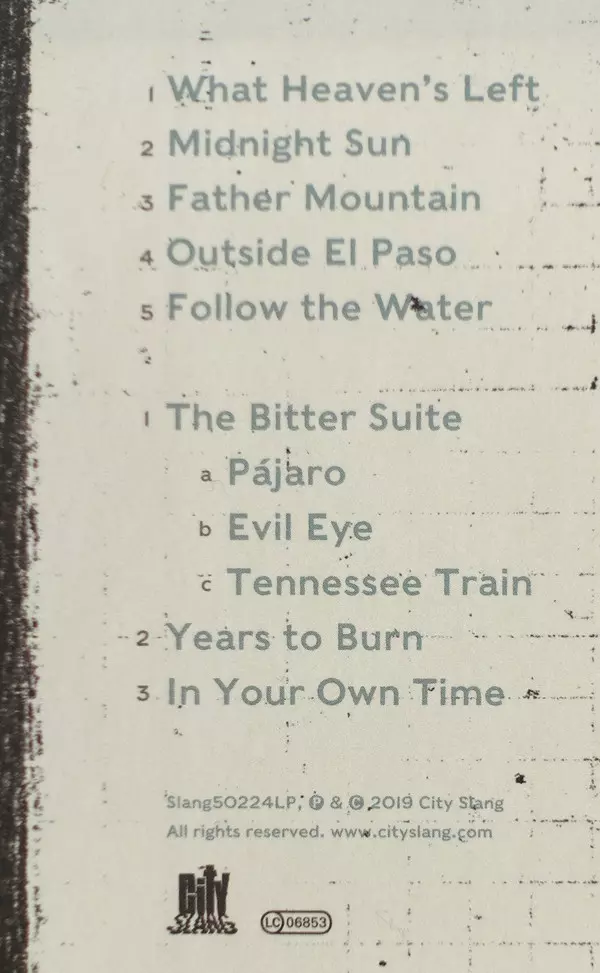 1 What Heaven's Left
2 Midnight Sun
3 Father Mountain
4 Outside El Paso
5 Follow the Water
1 The Bitter Suite
a Pájaro
b Evil Eye
c Tennessee Train
2 Years to Burn
3 In Your Own Time
Slang50224LP, ℗ & © 2019 City Slang
All rights reserved. www.cityslang.com
CITY
SLANG
LC 06853